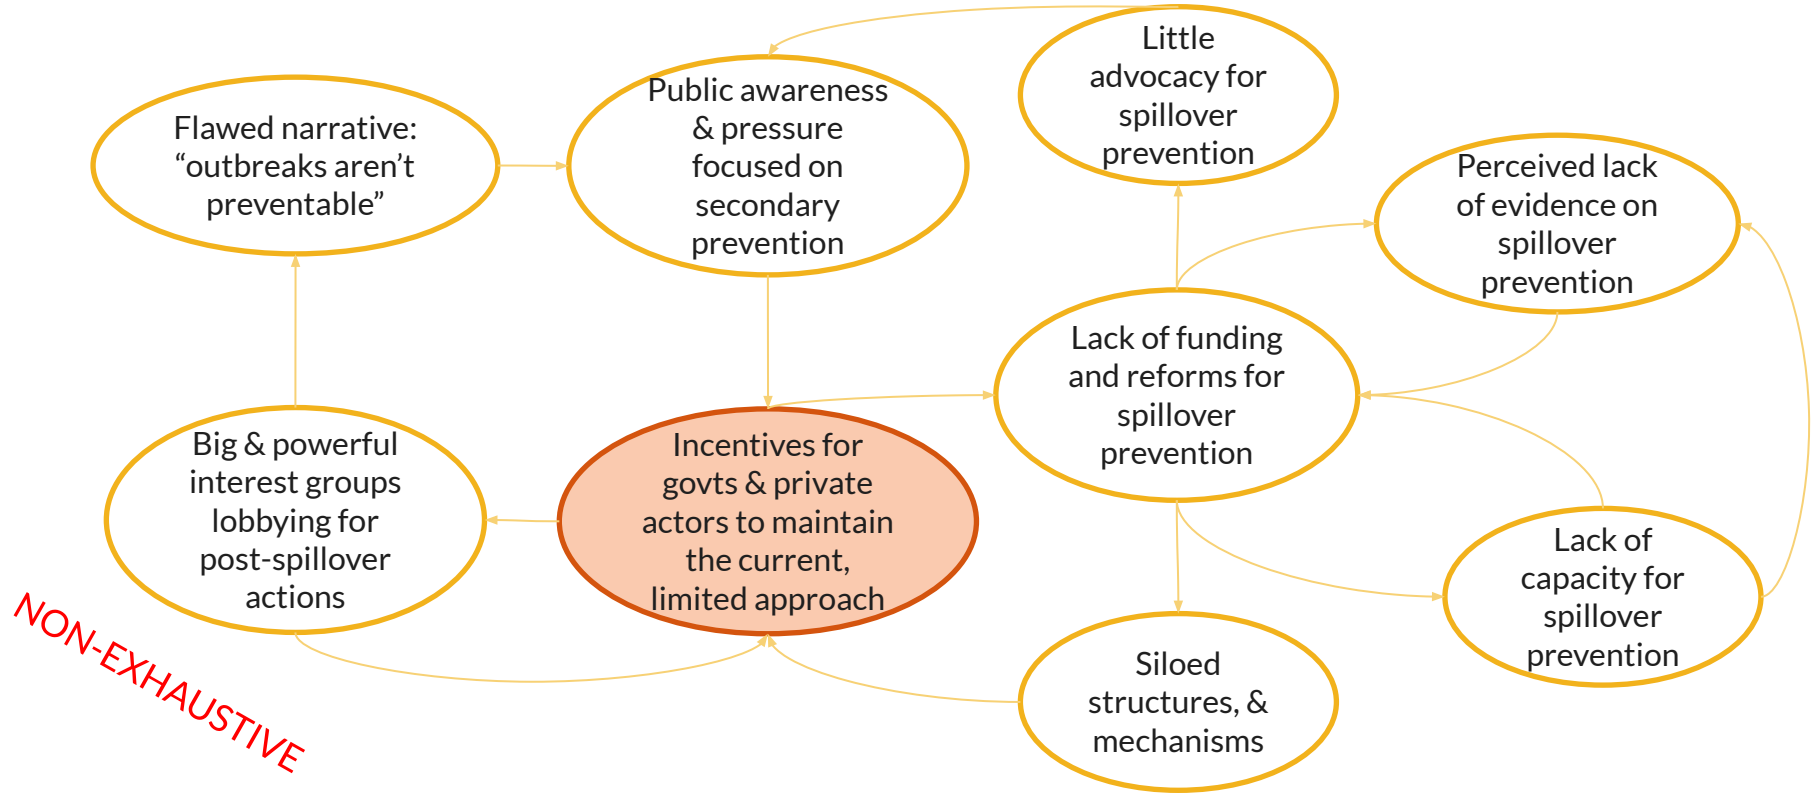 Little
advocacy for
spillover
prevention
Public awareness
& pressure
focused on
secondary
prevention
Flawed narrative:
“outbreaks aren’t
preventable”
Perceived lack
of evidence on
spillover
prevention
Lack of funding
and reforms for
spillover
prevention
Big & powerful
interest groups
lobbying for
post-spillover
actions
Incentives for
govts & private
actors to maintain
the current,
limited approach
Lack of
capacity for
spillover
prevention
Siloed
structures, &
mechanisms
NON-EXHAUSTIVE